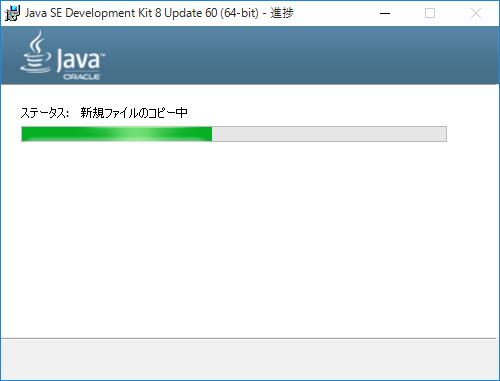 Java SE Development Kit 8 Update 60 (64-bit) - 進捗
Java
ORACLE
ステータス: 新規ファイルのコピー中